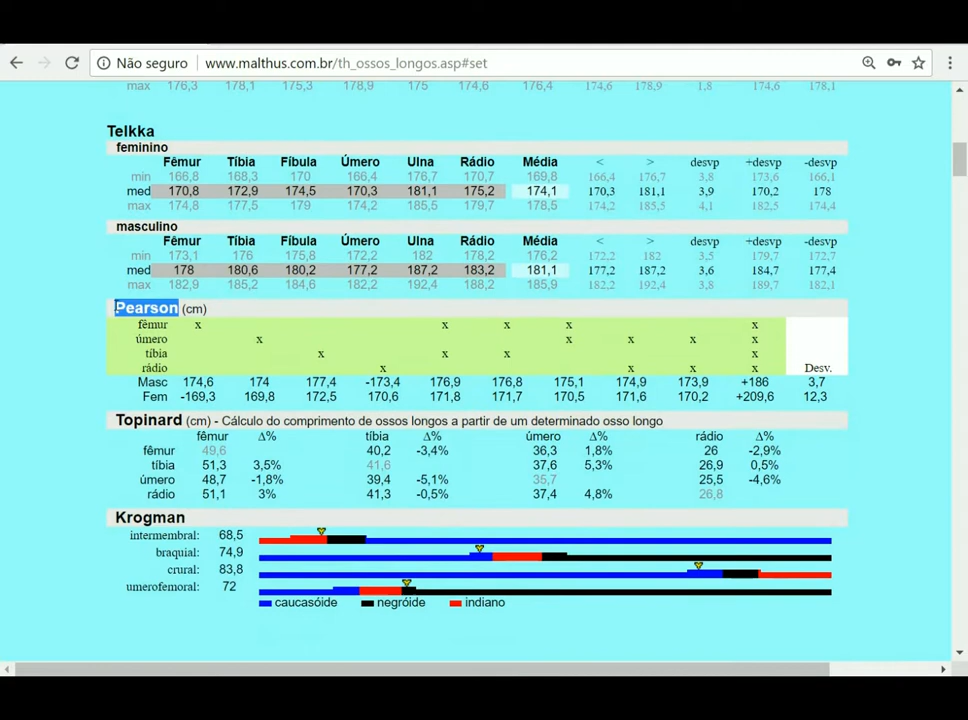 Não seguro www.malthus.com.br/th_ossos_longos.asp#set
max 176,3 178,1 175,3 178,9 175 174,6 176,4 174,6 178,9 1,8 174,6 178,1
Telkka
feminino
Fêmur Tíbia Fíbula Úmero Ulna Rádio Média < > desvp +desvp -desvp
min 166,8 168,3 170 166,4 176,7 170,7 169,8 166,4 176,7 3,8 173,6 166,1
med 170,8 172,9 174,5 170,3 181,1 175,2 174,1 170,3 181,1 3,9 170,2 178
max 174,8 177,5 179 174,2 185,5 179,7 178,5 174,2 185,5 4,1 182,5 174,4
masculino
Fêmur Tíbia Fíbula Úmero Ulna Rádio Média < > desvp +desvp -desvp
min 173,1 176 175,8 172,2 182 178,2 176,2 172,2 182 3,5 179,7 172,7
med 178 180,6 180,2 177,2 187,2 183,2 181,1 177,2 187,2 3,6 184,7 177,4
max 182,9 185,2 184,6 182,2 192,4 188,2 185,9 182,2 192,4 3,8 189,7 182,1
Pearson (cm)
fêmur x x x x x
úmero x x x x x
tíbia x x x x
rádio x x x x Desv.
Masc 174,6 174 177,4 -173,4 176,9 176,8 175,1 174,9 173,9 +186 3,7
Fem -169,3 169,8 172,5 170,6 171,8 171,7 170,5 171,6 170,2 +209,6 12,3
Topinard (cm) - Cálculo do comprimento de ossos longos a partir de um determinado osso longo
fêmur Δ% tíbia Δ% úmero Δ% rádio Δ%
fêmur 49,6 40,2 -3,4% 36,3 1,8% 26 -2,9%
tíbia 51,3 3,5% 41,6 37,6 5,3% 26,9 0,5%
úmero 48,7 -1,8% 39,4 -5,1% 35,7 25,5 -4,6%
rádio 51,1 3% 41,3 -0,5% 37,4 4,8% 26,8
Krogman
intermembral: 68,5
braquial: 74,9
crural: 83,8
umerofemoral: 72
caucasóide negróide indiano